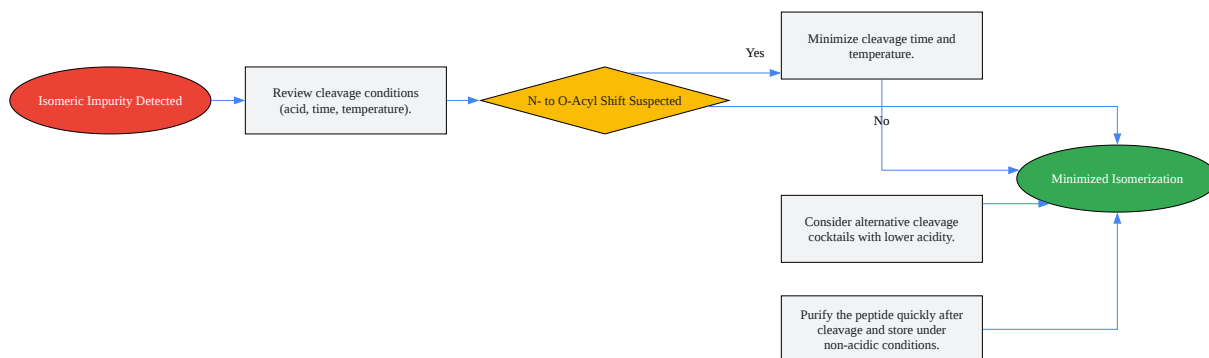 Isomeric Impurity Detected
Review cleavage conditions
(acid, time, temperature).
N- to O-Acyl Shift Suspected
Yes
Minimize cleavage time and
temperature.
No
Minimized Isomerization
Consider alternative cleavage
cocktails with lower acidity.
Purify the peptide quickly after
cleavage and store under
non-acidic conditions.